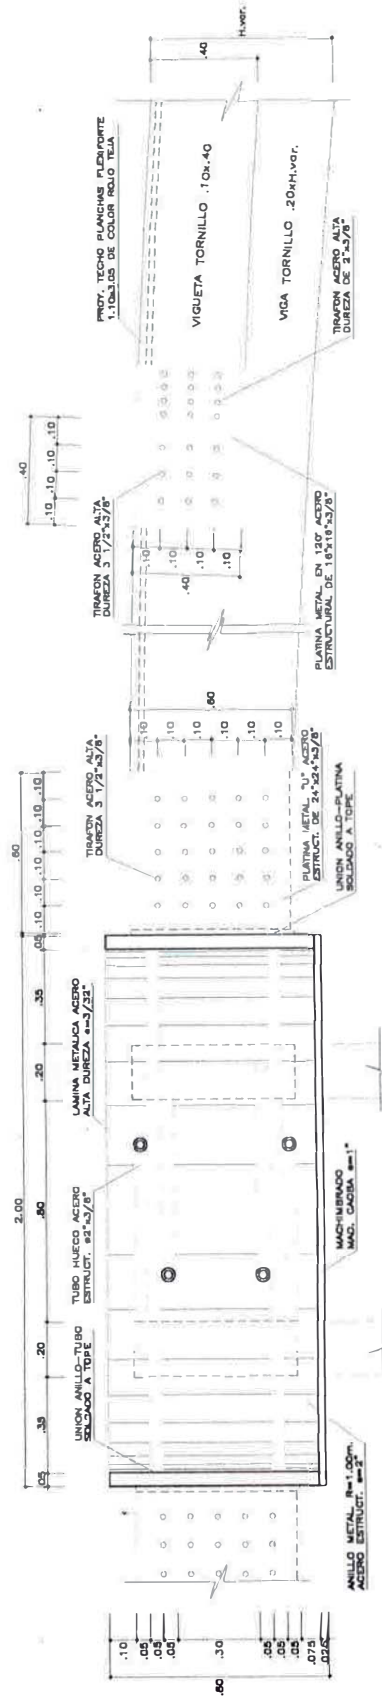 2.00
.60
.05
.35
.20
.80
.20
.35
.05
.10
.10
.10
.10
.10
.10
UNION ANILLO-TUBO
SOLDADO A TOPE
TUBO HUECO ACERO
ESTRUCT. ø2"x3/8"
LAMINA METALICA ACERO
ALTA DUREZA e=3/32"
TIRAFON ACERO ALTA
DUREZA 3 1/2"x3/8"
TIRAFON ACERO ALTA
DUREZA 3 1/2"x3/8"
.40
.10
.10
.10
.10
PROY. TECHO PLANCHAS FLEXIFORTE
1.10x3.05 DE COLOR ROJO TEJA
.40
H.var.
.10
.05
.05
.05
.30
.05
.05
.05
.075
.025
.60
.60
.10
.10
.10
.10
.10
.10
.10
.10
.10
.10
.40
VIGUETA TORNILLO .10x.40
VIGA TORNILLO .20xH.var.
ANILLO METAL R=1.00m.
ACERO ESTRUCT. e=2"
MACHIMBRADO
MAD. CAOBA e=1"
UNION ANILLO-PLATINA
SOLDADO A TOPE
PLATINA METAL "U" ACERO
ESTRUCT. DE 24"x24"x3/8"
PLATINA METAL EN 120° ACERO
ESTRUCTURAL DE 16"x16"x3/8"
TIRAFON ACERO ALTA
DUREZA DE 2"x3/8"